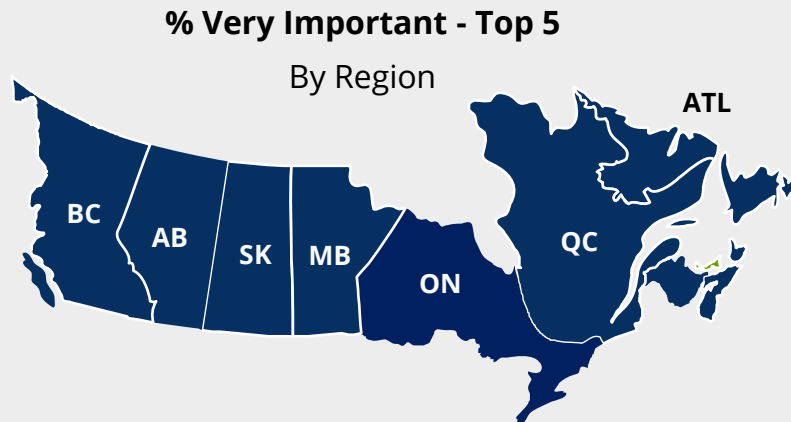 % Very Important - Top 5
By Region
ATL
BC
AB
SK
MB
ON
QC